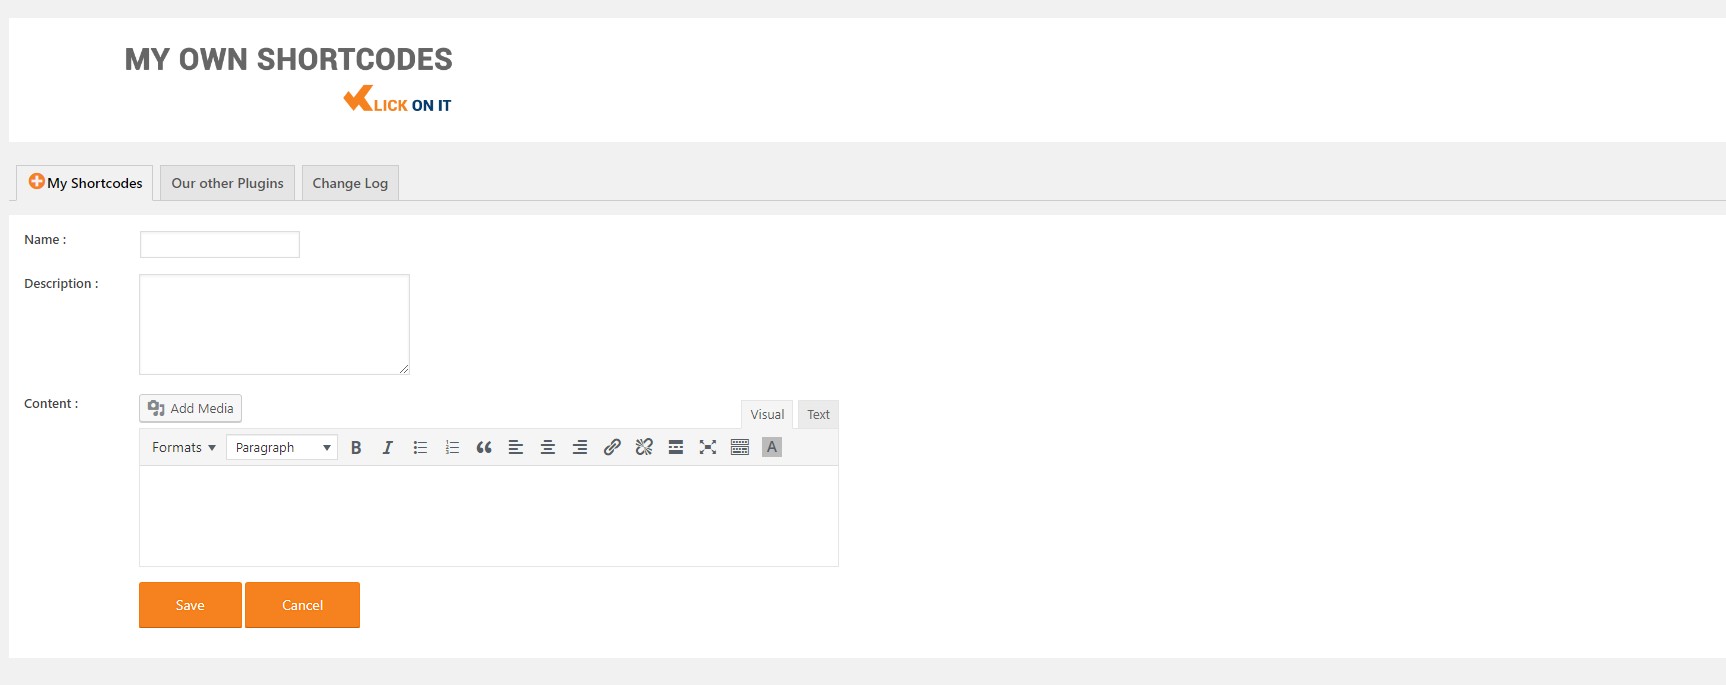 MY OWN SHORTCODES
KLICK ON IT
My Shortcodes Our other Plugins Change Log
Name :
Description :
Content :
Add Media
Visual Text
Formats Paragraph B I A
Save Cancel